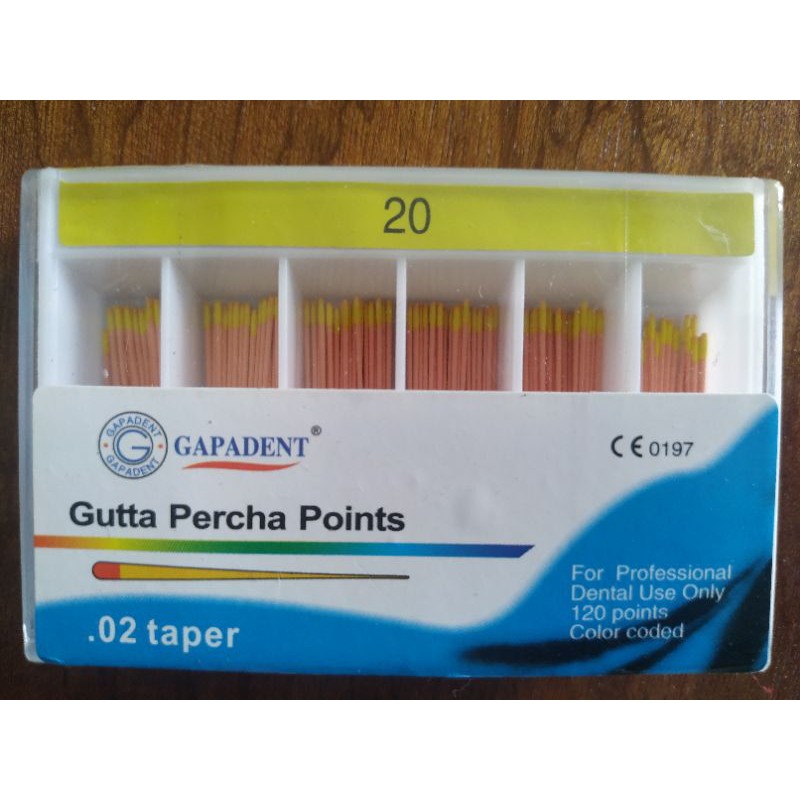 20
GAPADENT
G
GAPADENT
GAPADENT®
CE 0197
Gutta Percha Points
For Professional
Dental Use Only
120 points
Color coded
.02 taper